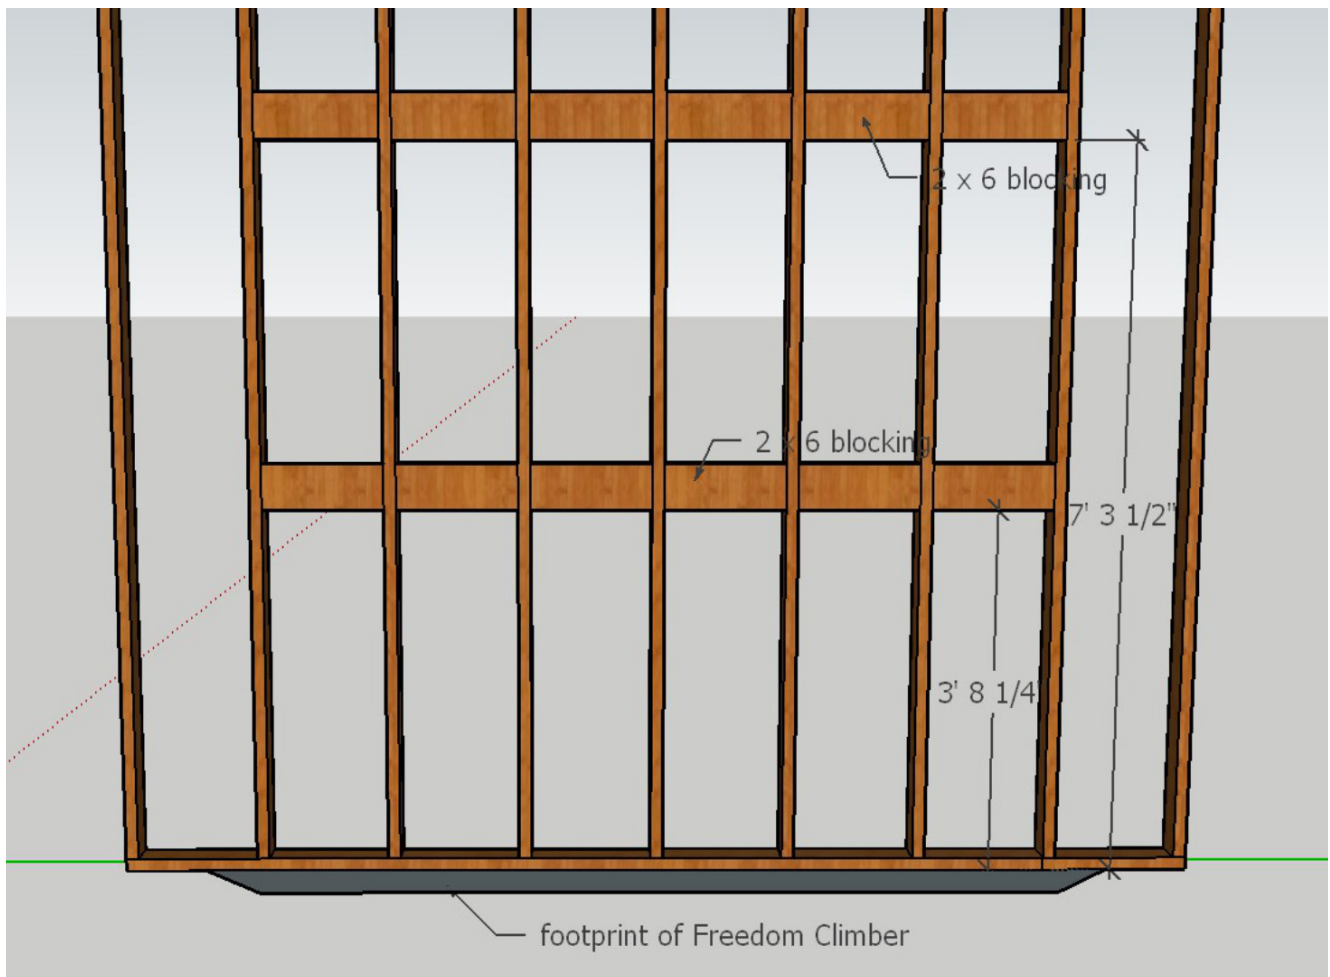 2 x 6 blocking
2 x 6 blocking
7' 3 1/2"
3' 8 1/4"
footprint of Freedom Climber